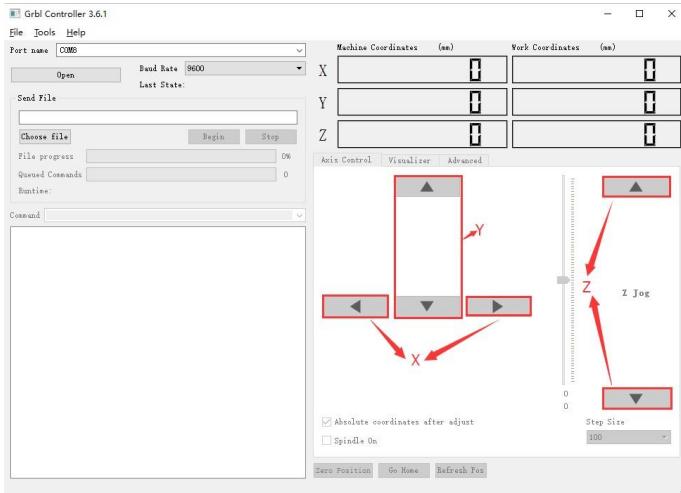 Grbl Controller 3.6.1
File Tools Help
Port name COM8
Open
Baud Rate 9600
Last State:
Send File
Choose file Begin Stop
File progress 0%
Queued Commands 0
Runtime:
Command
Machine Coordinates (mm) Work Coordinates (mm)
X 0 0
Y 0 0
Z 0 0
Axis Control Visualizer Advanced
Y
X
Z
Z Jog
0
0
Absolute coordinates after adjust
Spindle On
Step Size
100
Zero Position Go Home Refresh Pos